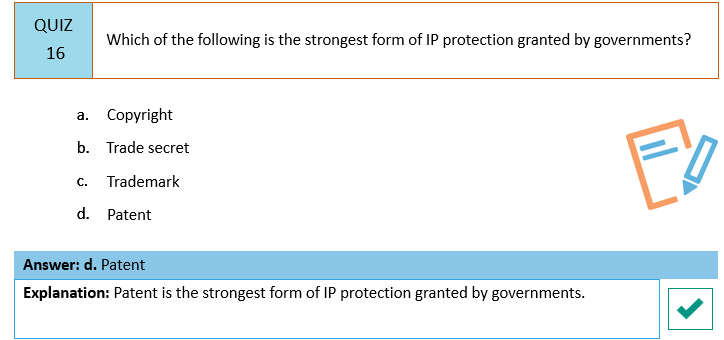 QUIZ
16
Which of the following is the strongest form of IP protection granted by governments?
a. Copyright
b. Trade secret
c. Trademark
d. Patent
Answer: d. Patent
Explanation: Patent is the strongest form of IP protection granted by governments.